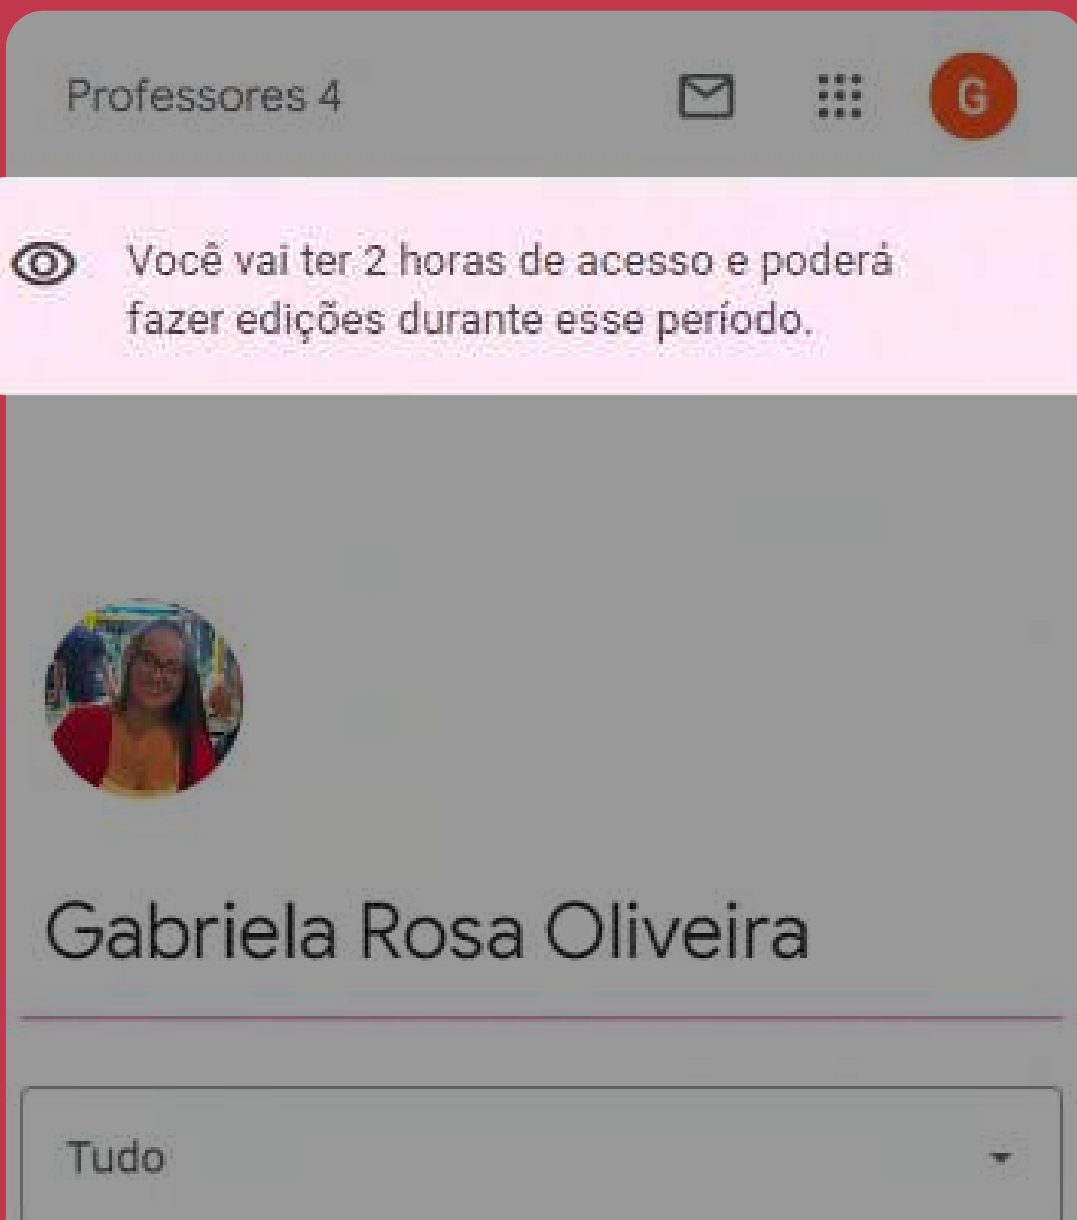 Professores 4
G
Você vai ter 2 horas de acesso e poderá
fazer edições durante esse período.
Gabriela Rosa Oliveira
Tudo